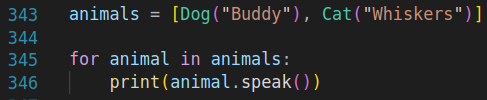 343 animals = [Dog("Buddy"), Cat("Whiskers")]
344
345 for animal in animals:
346     print(animal.speak())